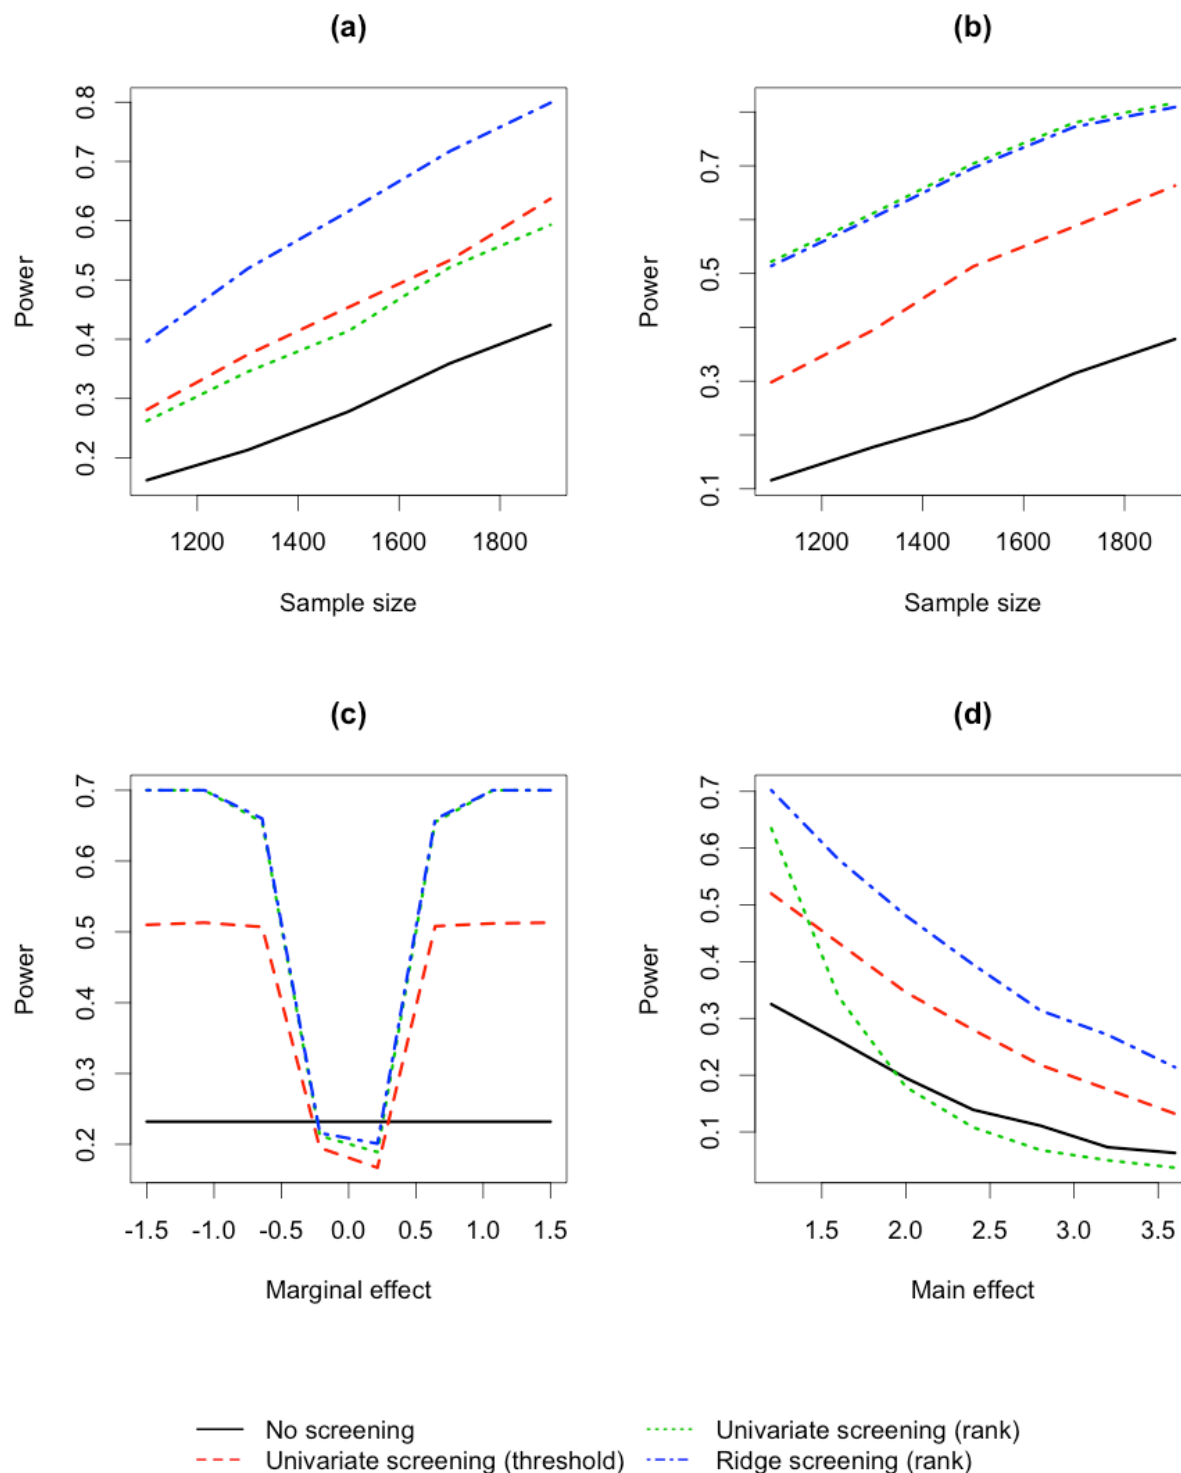 (a)
Power
0.8
0.7
0.6
0.5
0.4
0.3
0.2
1200 1400 1600 1800
Sample size
(b)
Power
0.7
0.5
0.3
0.1
1200 1400 1600 1800
Sample size
(c)
Power
0.7
0.6
0.5
0.4
0.3
0.2
-1.5 -1.0 -0.5 0.0 0.5 1.0 1.5
Marginal effect
(d)
Power
0.7
0.6
0.5
0.4
0.3
0.2
0.1
1.5 2.0 2.5 3.0 3.5
Main effect
No screening
Univariate screening (threshold)
Univariate screening (rank)
Ridge screening (rank)